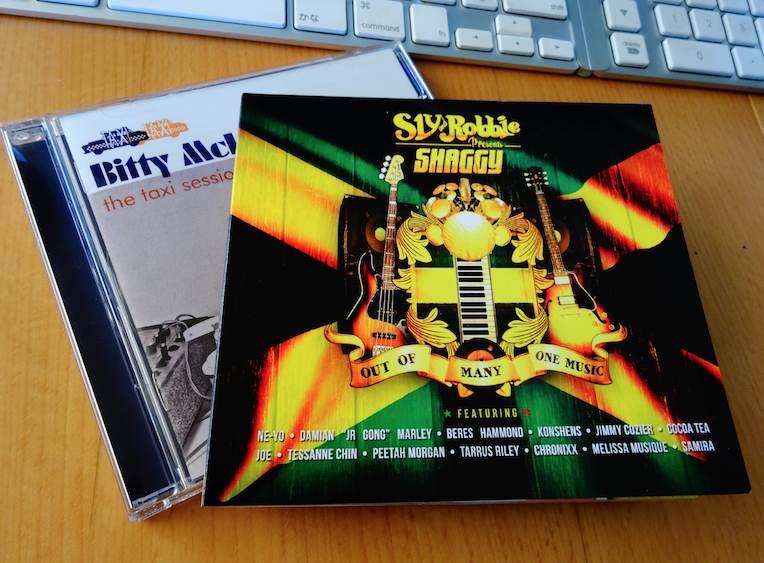 かな
command
fn
shift
Bitty McL
the taxi sessio
Sly & Robbie
Presents
SHAGGY
OUT OF MANY ONE MUSIC
FEATURING
NE-YO • DAMIAN "JR GONG" MARLEY • BERES HAMMOND • KONSHENS • JIMMY COZIER • COCOA TEA
JOE • TESSANNE CHIN • PEETAH MORGAN • TARRUS RILEY • CHRONIXX • MELISSA MUSIQUE • SAMIRA